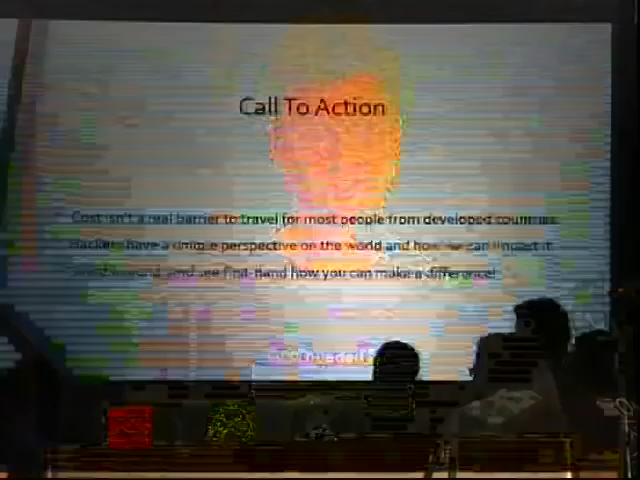 Call To Action
Cost isn't a real barrier to travel for most people from developed countries.
Hackers have a unique perspective on the world and how we can impact it
and see first-hand how you can make a difference!